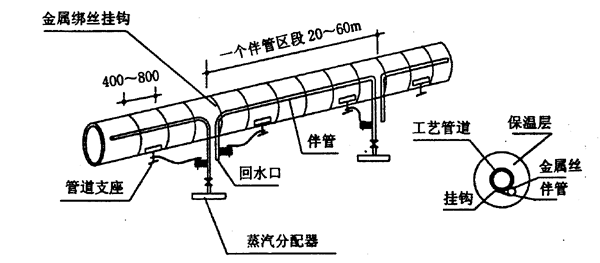 金属绑丝挂钩
一个伴管区段 20～60m
400～800
伴管
管道支座
回水口
蒸汽分配器
工艺管道
保温层
金属丝
挂钩
伴管